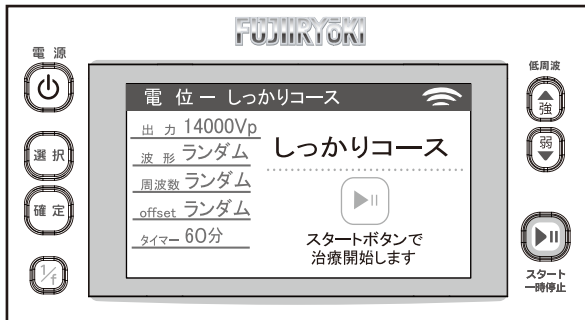 FUJIIRYOKI
電源
低周波
電 位 ー しっかりコース
強
出 力 14000Vp
波 形 ランダム
しっかりコース
選択
弱
周波数 ランダム
offset ランダム
確定
タイマー 60分
スタートボタンで
治療開始します
1/f
スタート
一時停止